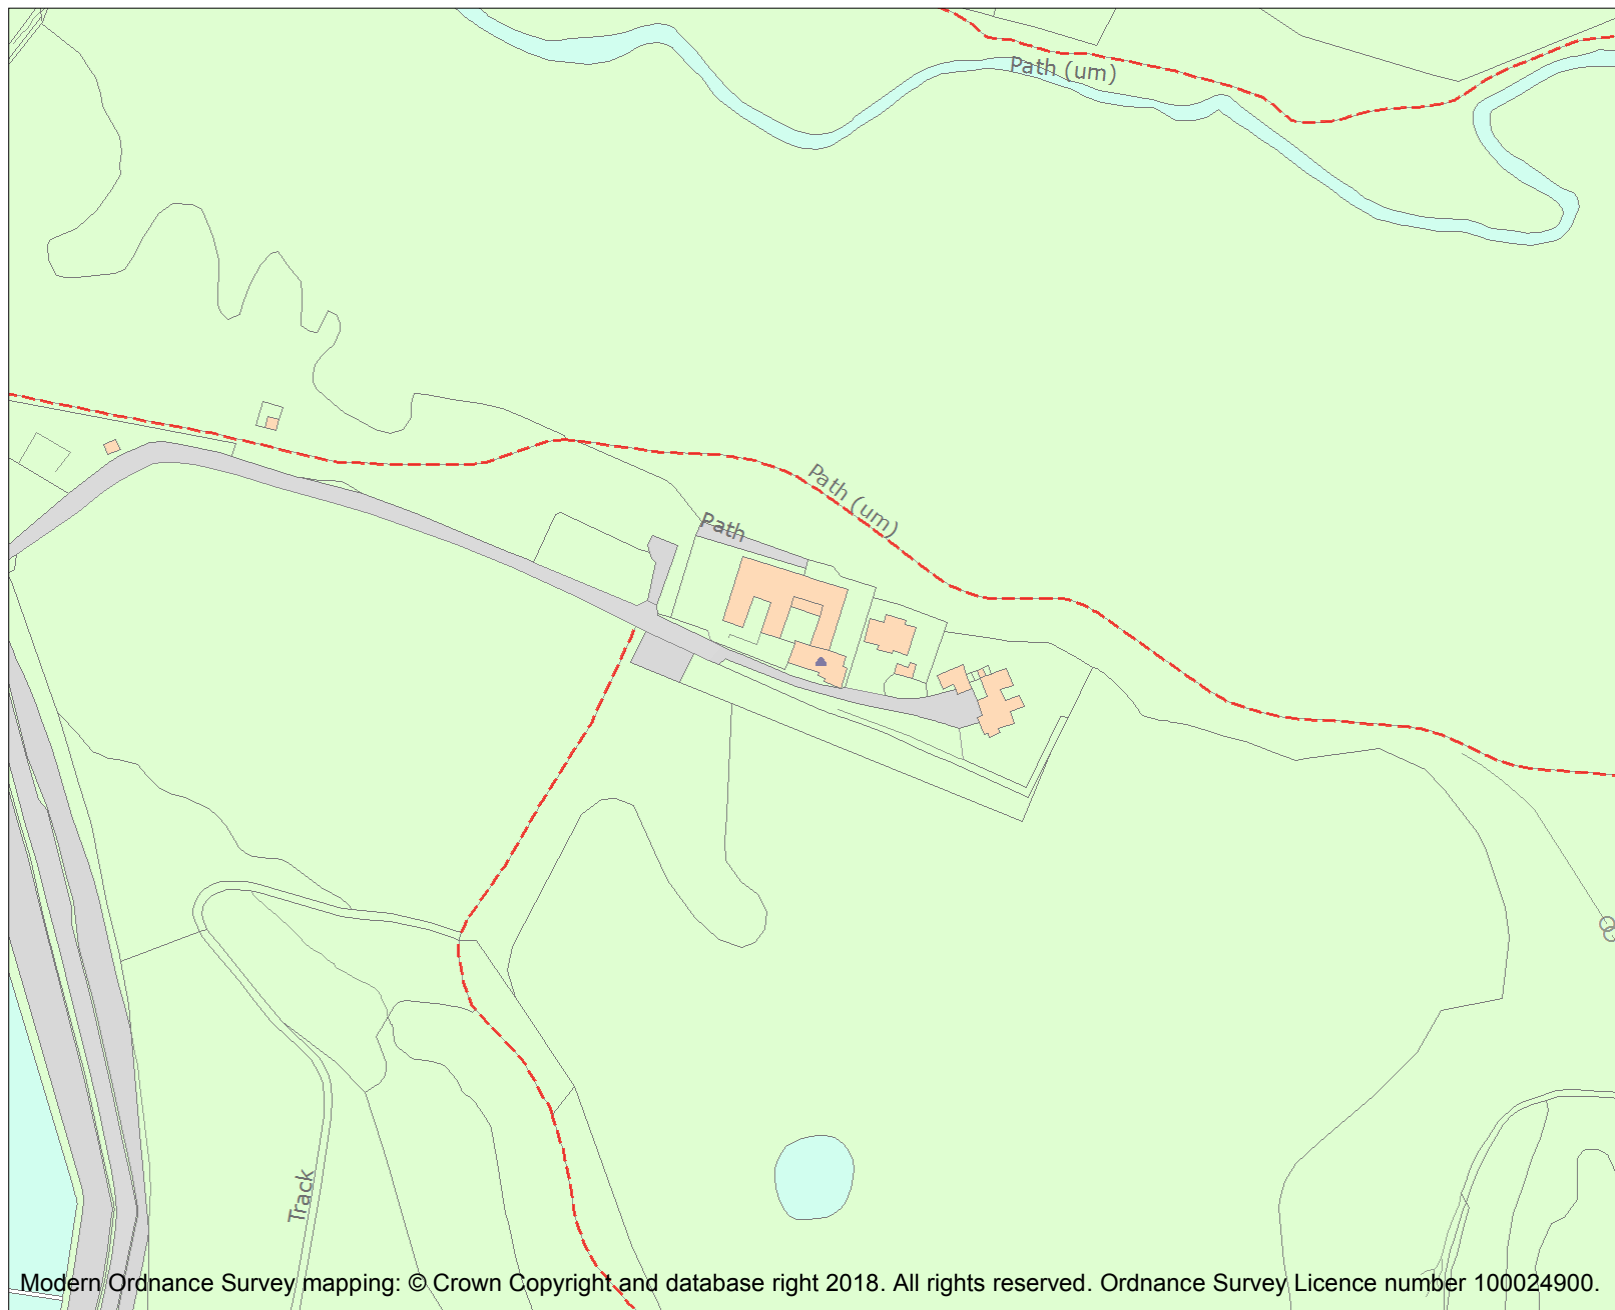 Path (um)
Path (um)
Path
Track
Modern Ordnance Survey mapping: © Crown Copyright and database right 2018. All rights reserved. Ordnance Survey Licence number 100024900.